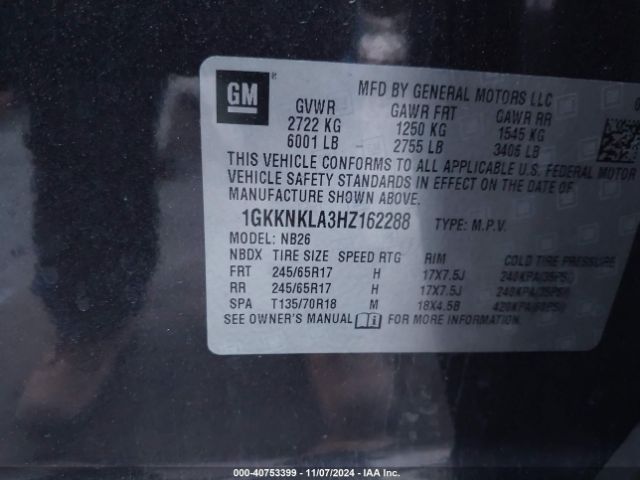 GM
MFD BY GENERAL MOTORS LLC
GVWR GAWR FRT GAWR RR
2722 KG 1250 KG 1545 KG
6001 LB 2755 LB 3406 LB
THIS VEHICLE CONFORMS TO ALL APPLICABLE U.S. FEDERAL MOTOR
VEHICLE SAFETY STANDARDS IN EFFECT ON THE DATE OF
MANUFACTURE SHOWN ABOVE.
1GKKNKLA3HZ162288 TYPE: M.P.V.
MODEL: NB26
NBDX TIRE SIZE SPEED RTG RIM COLD TIRE PRESSURE
FRT 245/65R17 H 17X7.5J 240KPA(35PSI)
RR 245/65R17 H 17X7.5J 240KPA(35PSI)
SPA T135/70R18 M 18X4.5B 420KPA(60PSI)
SEE OWNER'S MANUAL FOR MORE INFORMATION.
000-40753399 - 11/07/2024 - IAA Inc.